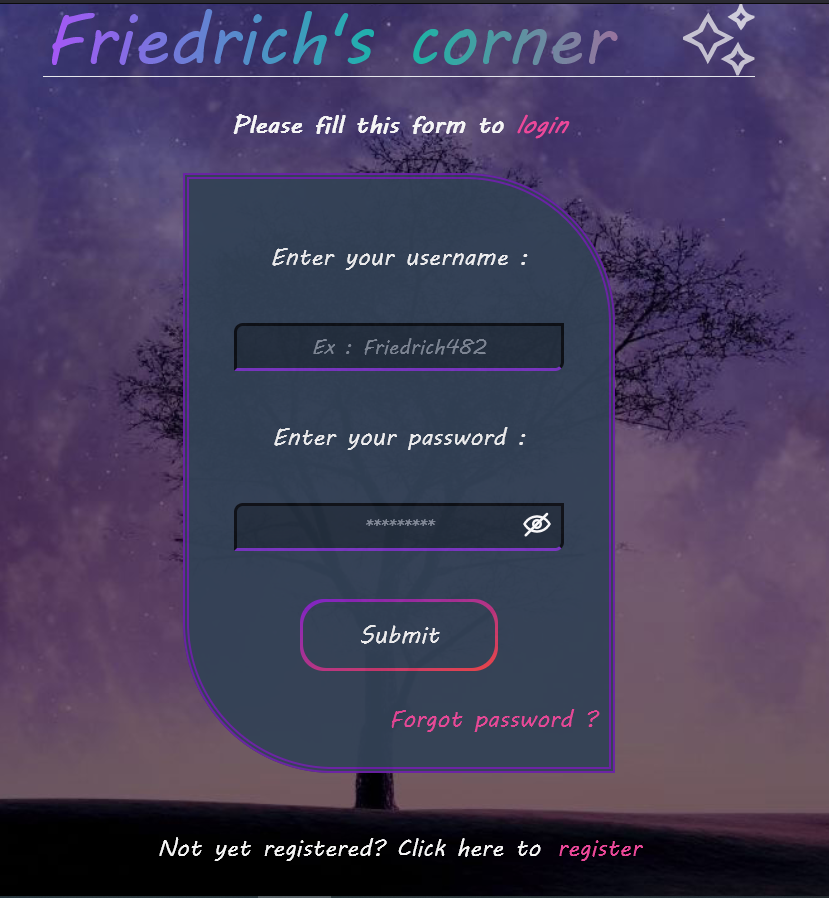 Friedrich's corner
Please fill this form to login
Enter your username :
Ex : Friedrich482
Enter your password :
*********
Submit
Forgot password ?
Not yet registered? Click here to register